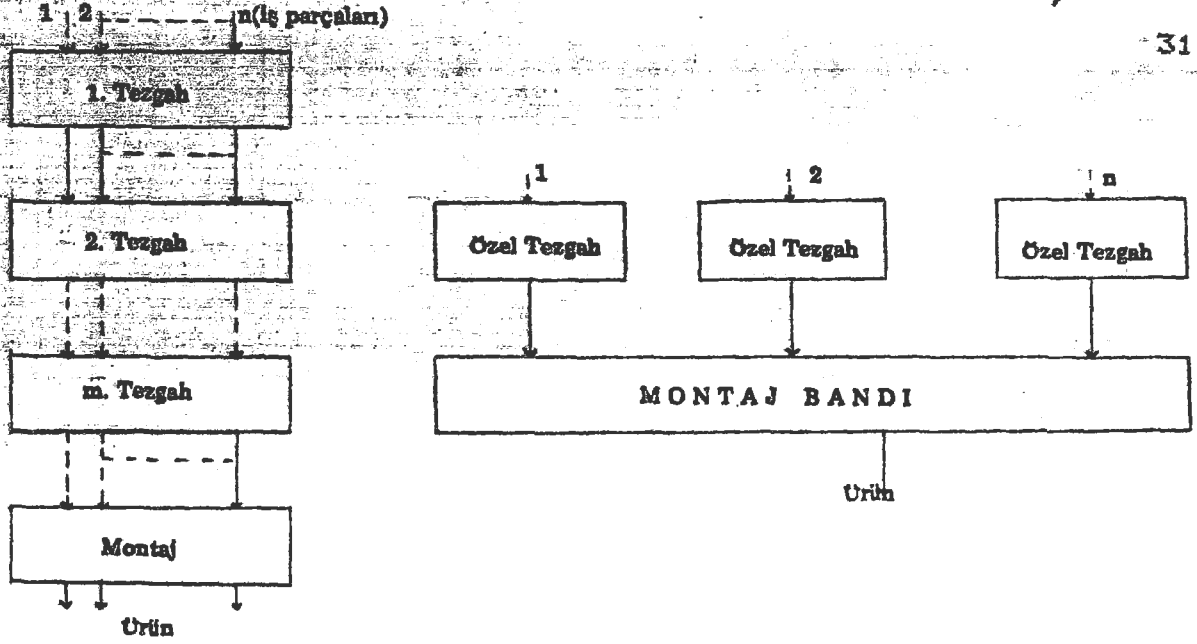 31
1 2 n(iş parçaları)
1. Tezgah
2. Tezgah
m. Tezgah
Montaj
Ürün
1 2 n
Özel Tezgah Özel Tezgah Özel Tezgah
MONTAJ BANDI
Ürün